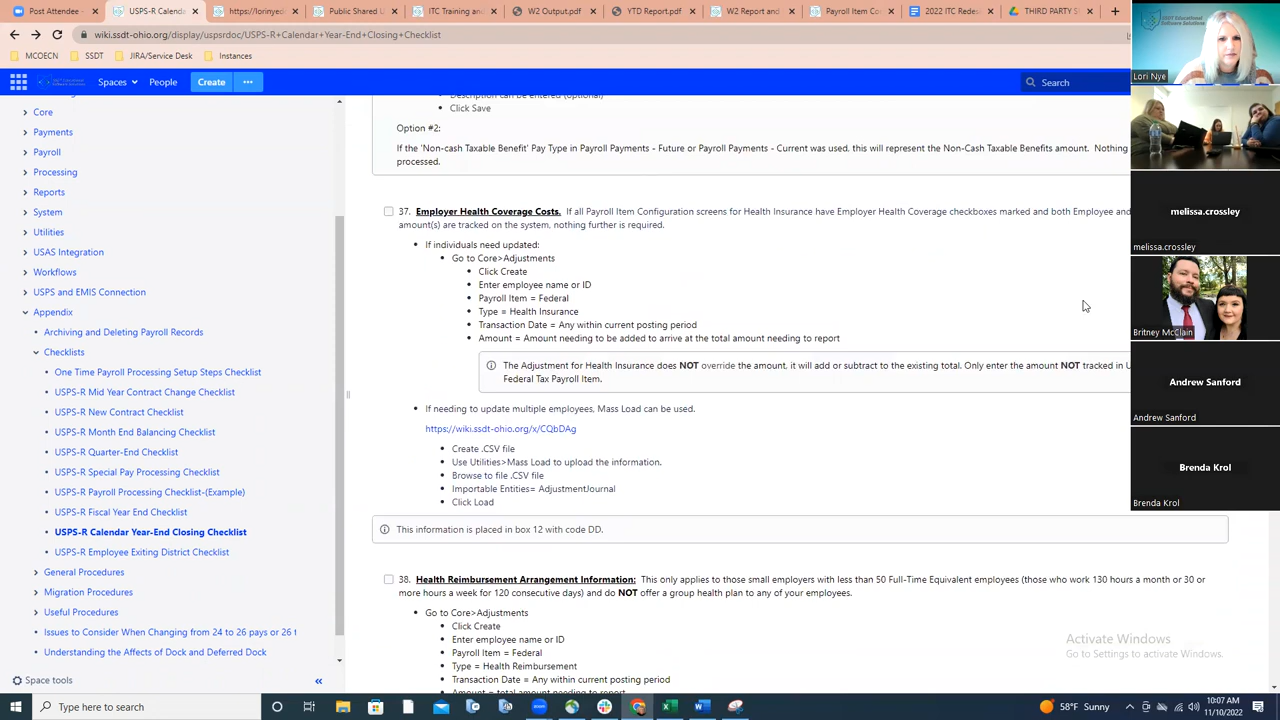 Post Attendee
USPS-R Calenda
https://lorinyed
Public Shared U
ITC Training and
W2 Output.pdf
YTD Report.pdf
W2 Report and
Payroll Item Co
2022 ITC Redes
THIRD PARTY S
wiki.ssdt-ohio.org/display/uspsrdoc/USPS-R+Calendar+Year-End+Closing+Checklist
MCOECN
SSDT
JIRA/Service Desk
Instances
Spaces
People
Create
Search
Core
Payments
Payroll
Processing
Reports
System
Utilities
USAS Integration
Workflows
USPS and EMIS Connection
Appendix
Archiving and Deleting Payroll Records
Checklists
One Time Payroll Processing Setup Steps Checklist
USPS-R Mid Year Contract Change Checklist
USPS-R New Contract Checklist
USPS-R Month End Balancing Checklist
USPS-R Quarter-End Checklist
USPS-R Special Pay Processing Checklist
USPS-R Payroll Processing Checklist-(Example)
USPS-R Fiscal Year End Checklist
USPS-R Calendar Year-End Closing Checklist
USPS-R Employee Exiting District Checklist
General Procedures
Migration Procedures
Useful Procedures
Issues to Consider When Changing from 24 to 26 pays or 26 t
Understanding the Affects of Dock and Deferred Dock
Space tools
Description can be entered (optional)
Click Save
Option #2:
If the 'Non-cash Taxable Benefit' Pay Type in Payroll Payments - Future or Payroll Payments - Current was used, this will represent the Non-Cash Taxable Benefits amount. Nothing
processed.
37. Employer Health Coverage Costs. If all Payroll Item Configuration screens for Health Insurance have Employer Health Coverage checkboxes marked and both Employee and
amount(s) are tracked on the system, nothing further is required.
If individuals need updated:
Go to Core>Adjustments
Click Create
Enter employee name or ID
Payroll Item = Federal
Type = Health Insurance
Transaction Date = Any within current posting period
Amount = Amount needing to be added to arrive at the total amount needing to report
The Adjustment for Health Insurance does NOT override the amount, it will add or subtract to the existing total. Only enter the amount NOT tracked in U
Federal Tax Payroll Item.
If needing to update multiple employees, Mass Load can be used.
https://wiki.ssdt-ohio.org/x/CQbDAg
Create .CSV file
Use Utilities>Mass Load to upload the information.
Browse to file .CSV file
Importable Entities= AdjustmentJournal
Click Load
This information is placed in box 12 with code DD.
38. Health Reimbursement Arrangement Information: This only applies to those small employers with less than 50 Full-Time Equivalent employees (those who work 130 hours a month or 30 or
more hours a week for 120 consecutive days) and do NOT offer a group health plan to any of your employees.
Go to Core>Adjustments
Click Create
Enter employee name or ID
Payroll Item = Federal
Type = Health Reimbursement
Transaction Date = Any within current posting period
Amount = total amount needing to report
Lori Nye
melissa.crossley
melissa.crossley
Britney McClain
Andrew Sanford
Andrew Sanford
Brenda Krol
Brenda Krol
Activate Windows
Go to Settings to activate Windows.
Type here to search
58°F Sunny
10:07 AM
11/10/2022